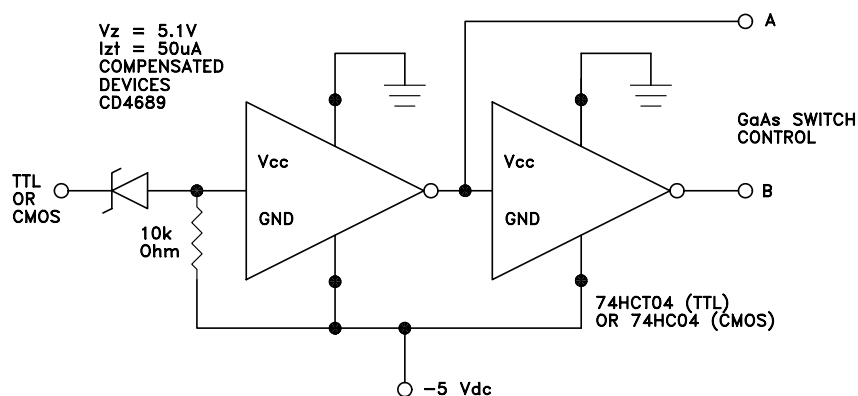 Vz = 5.1V
Izt = 50uA
COMPENSATED
DEVICES
CD4689
A
GaAs SWITCH
CONTROL
Vcc
Vcc
TTL
OR
CMOS
B
GND
GND
10k
Ohm
74HCT04 (TTL)
OR 74HC04 (CMOS)
-5 Vdc